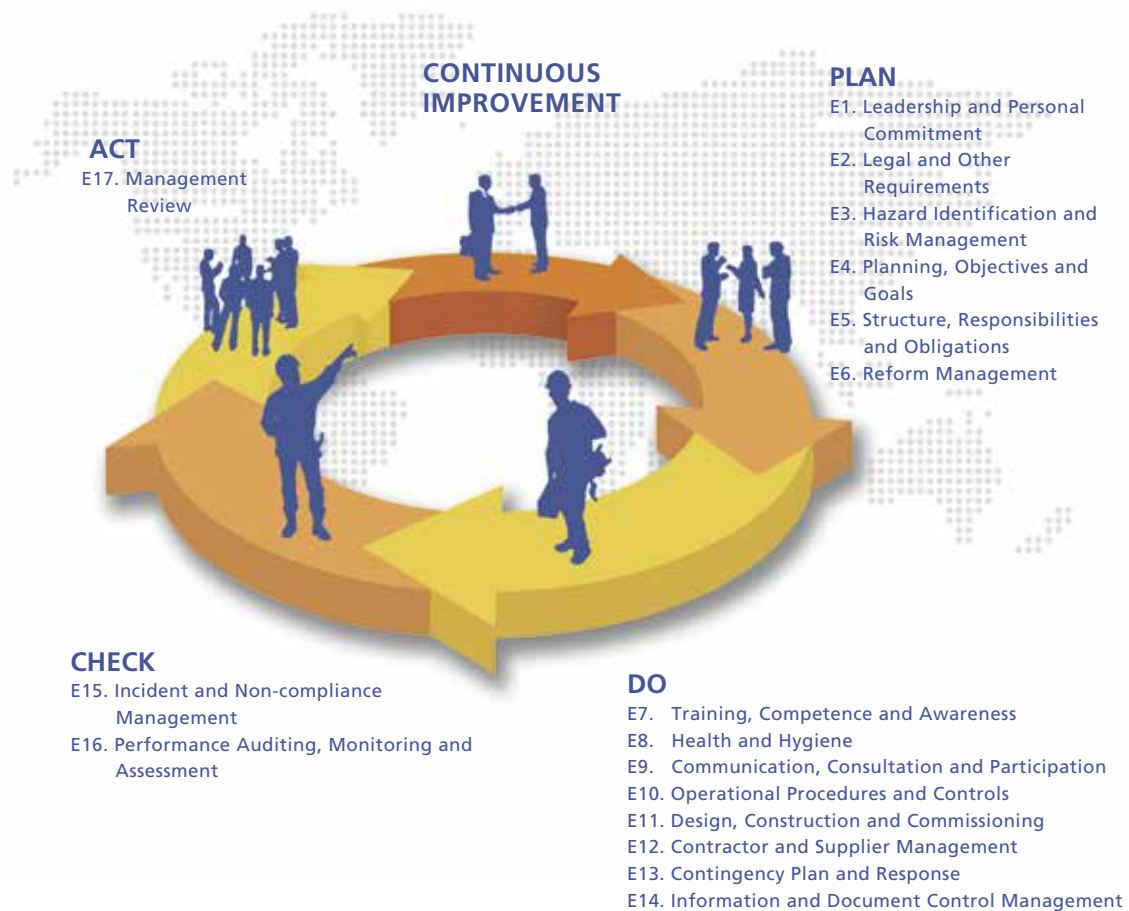 CONTINUOUS
IMPROVEMENT
PLAN
E1. Leadership and Personal
Commitment
E2. Legal and Other
Requirements
E3. Hazard Identification and
Risk Management
E4. Planning, Objectives and
Goals
E5. Structure, Responsibilities
and Obligations
E6. Reform Management
ACT
E17. Management
Review
CHECK
E15. Incident and Non-compliance
Management
E16. Performance Auditing, Monitoring and
Assessment
DO
E7. Training, Competence and Awareness
E8. Health and Hygiene
E9. Communication, Consultation and Participation
E10. Operational Procedures and Controls
E11. Design, Construction and Commissioning
E12. Contractor and Supplier Management
E13. Contingency Plan and Response
E14. Information and Document Control Management